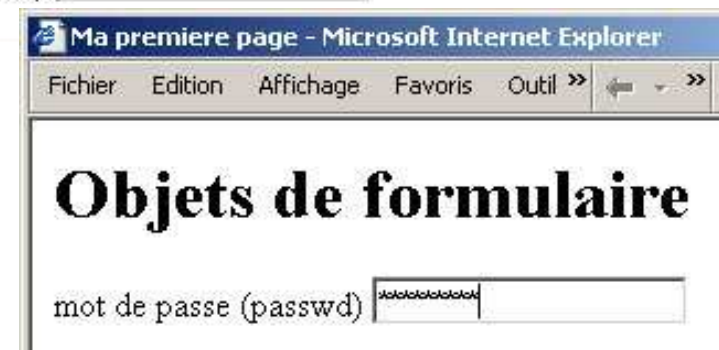 Ma premiere page - Microsoft Internet Explorer
Fichier Edition Affichage Favoris Outil » »
Objets de formulaire
mot de passe (passwd) **********